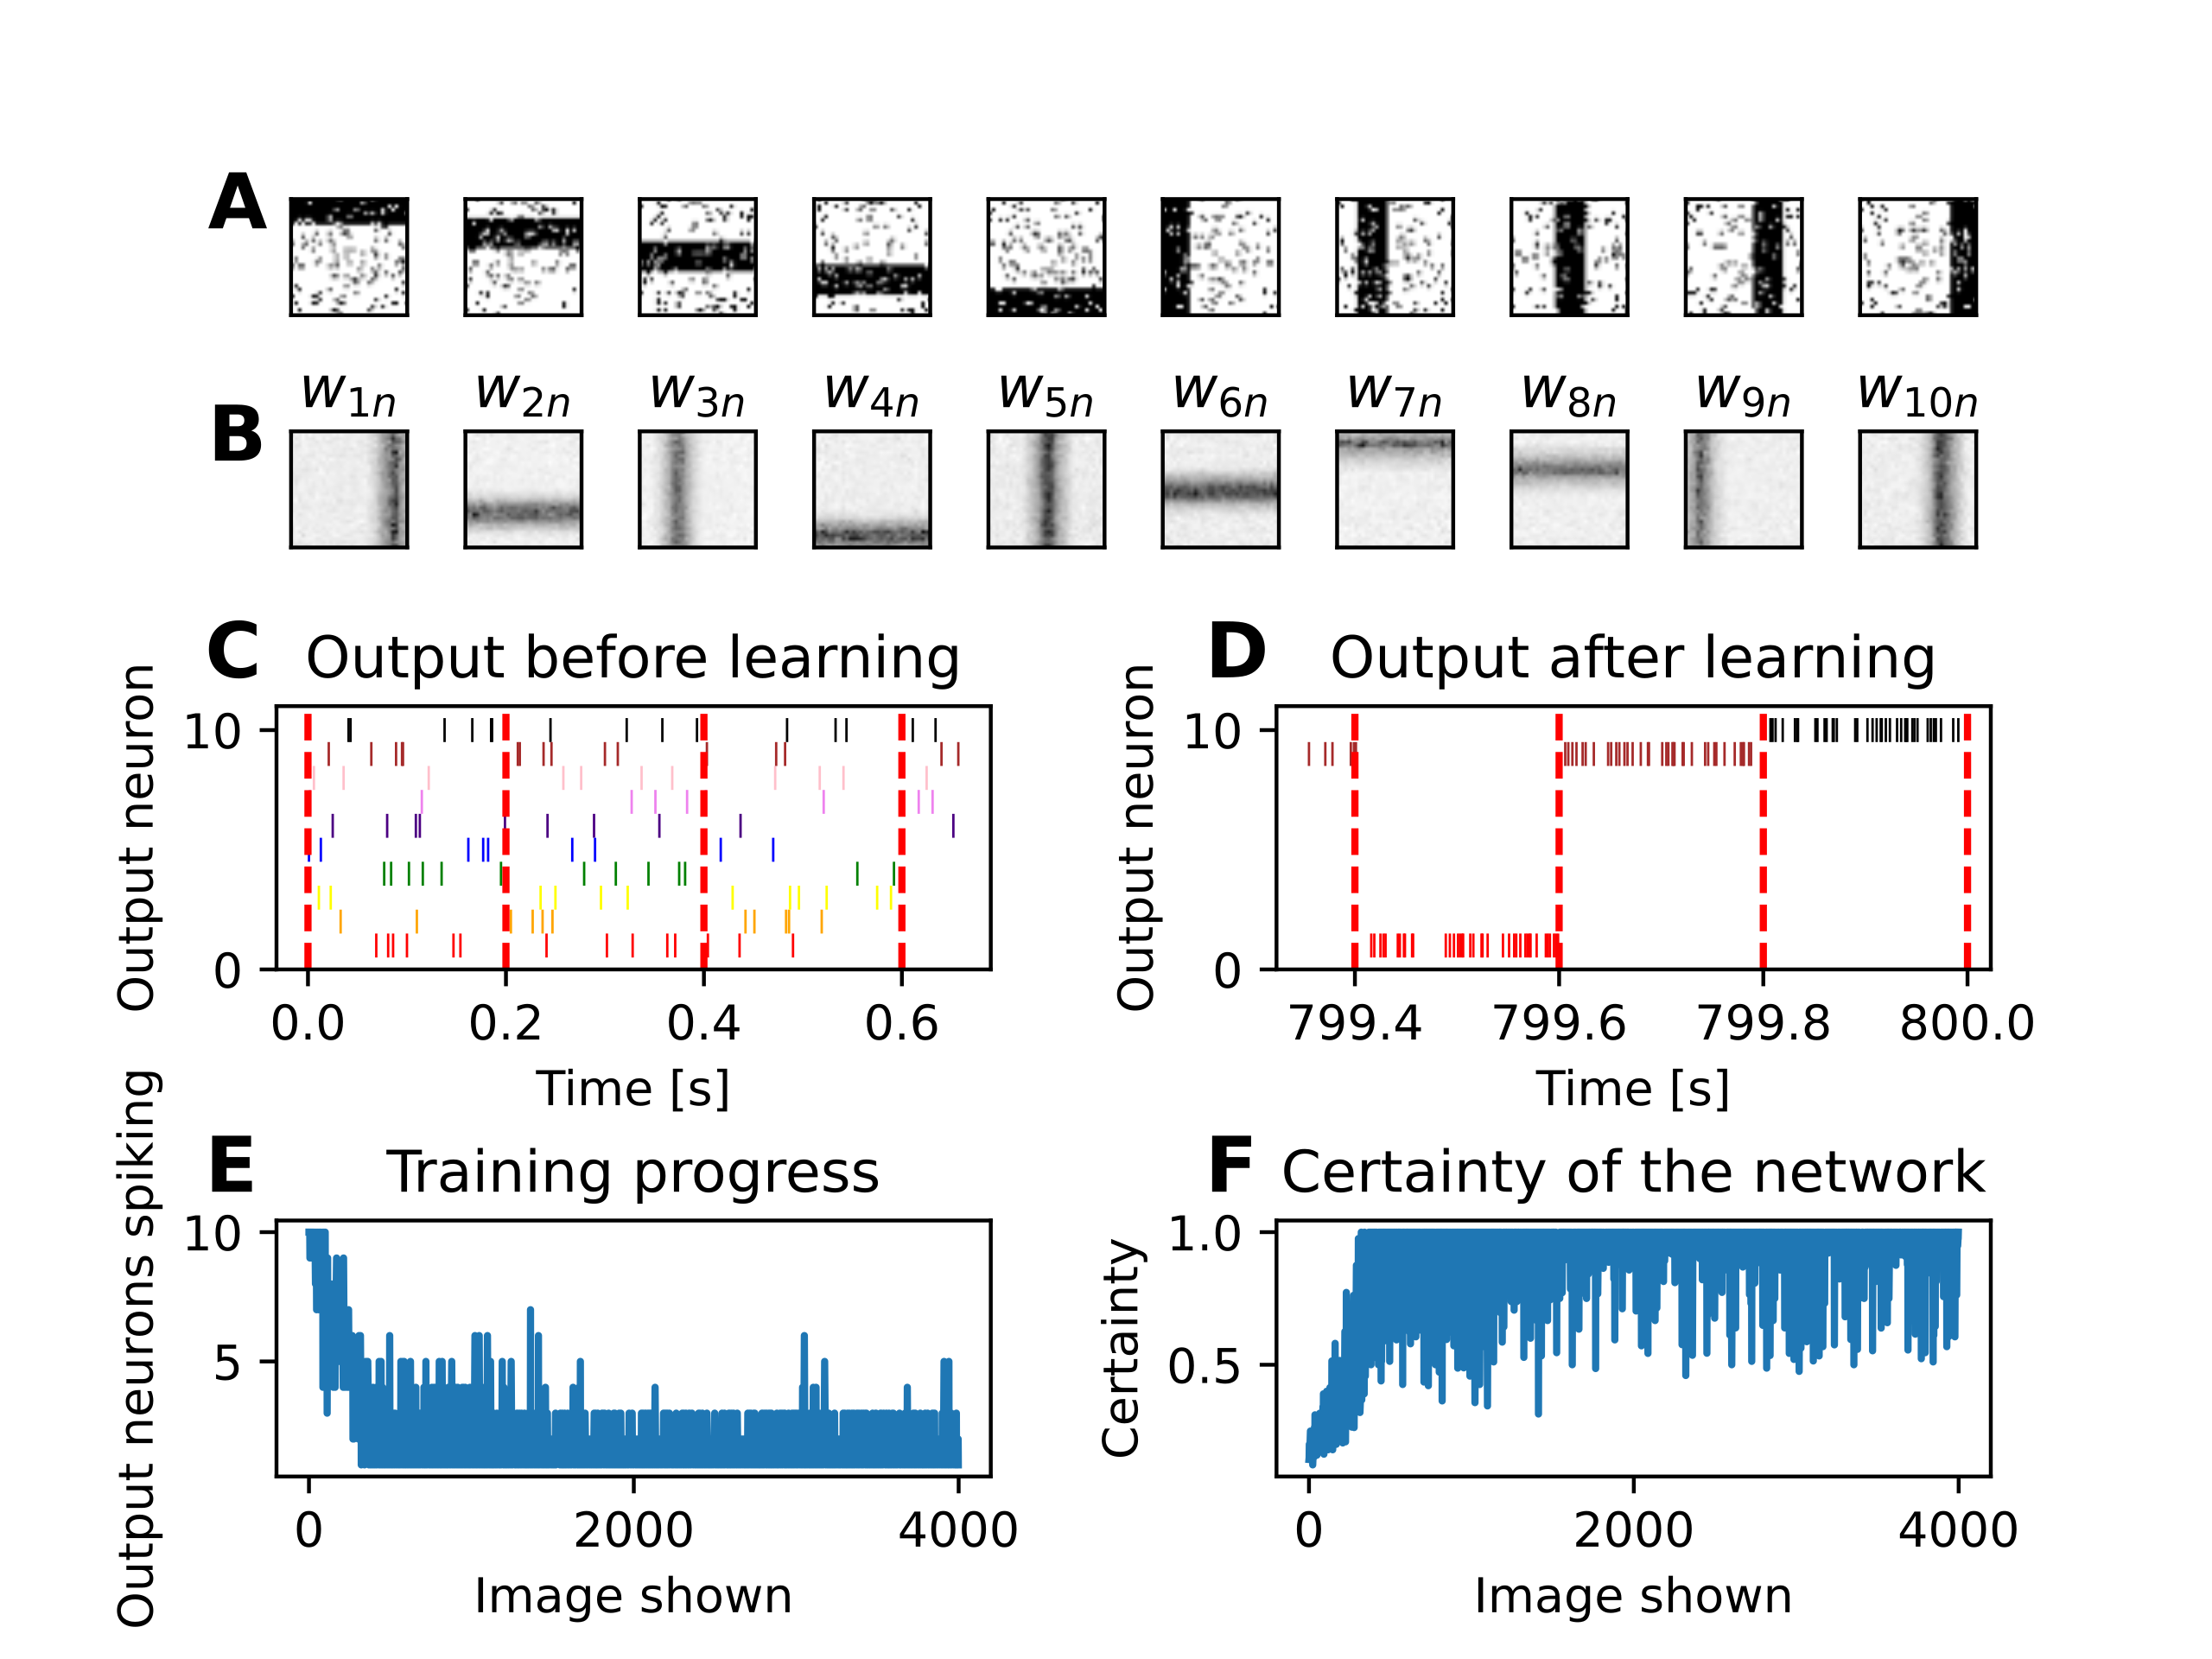 A
w1n w2n w3n w4n w5n w6n w7n w8n w9n w10n
B
C Output before learning
Output neuron
10
0
0.0 0.2 0.4 0.6
Time [s]
D Output after learning
Output neuron
10
0
799.4 799.6 799.8 800.0
Time [s]
E Training progress
Output neurons spiking
10
5
0 2000 4000
Image shown
F Certainty of the network
Certainty
1.0
0.5
0 2000 4000
Image shown